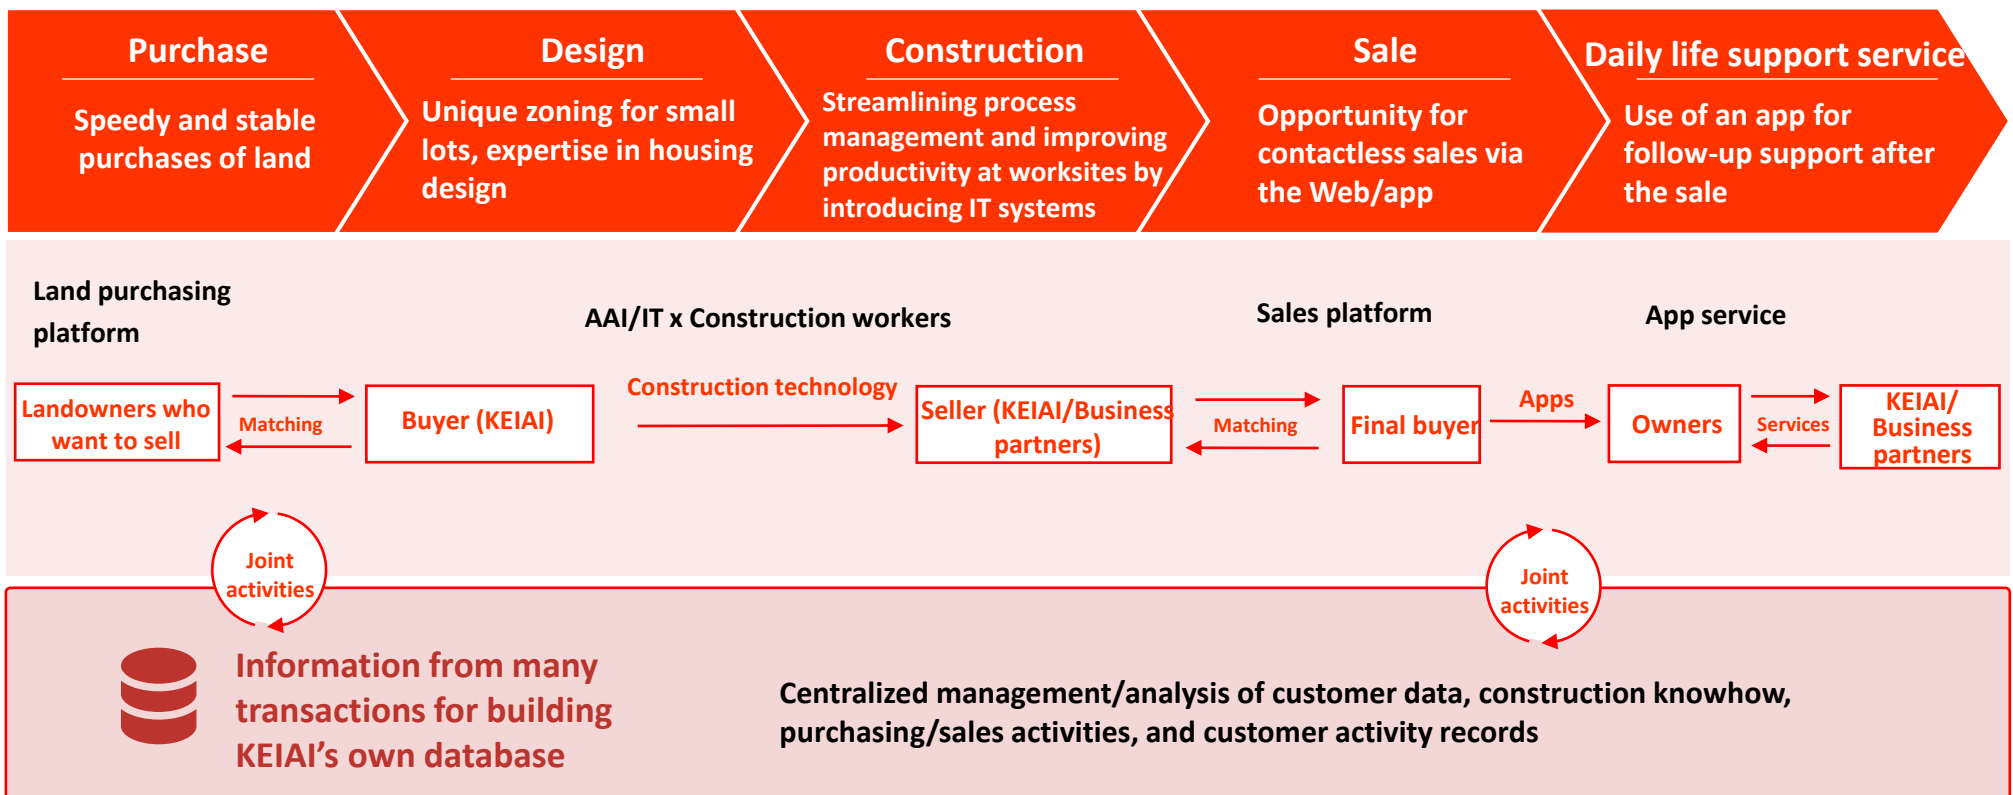 Purchase
Speedy and stable
purchases of land
Design
Unique zoning for small
lots, expertise in housing
design
Construction
Streamlining process
management and improving
productivity at worksites by
introducing IT systems
Sale
Opportunity for
contactless sales via
the Web/app
Daily life support service
Use of an app for
follow-up support after
the sale
Land purchasing
platform
AAI/IT x Construction workers
Sales platform
App service
Landowners who
want to sell
Matching
Buyer (KEIAI)
Construction technology
Seller (KEIAI/Business
partners)
Matching
Final buyer
Apps
Owners
Services
KEIAI/
Business
partners
Joint
activities
Joint
activities
Information from many
transactions for building
KEIAI's own database
Centralized management/analysis of customer data, construction knowhow,
purchasing/sales activities, and customer activity records